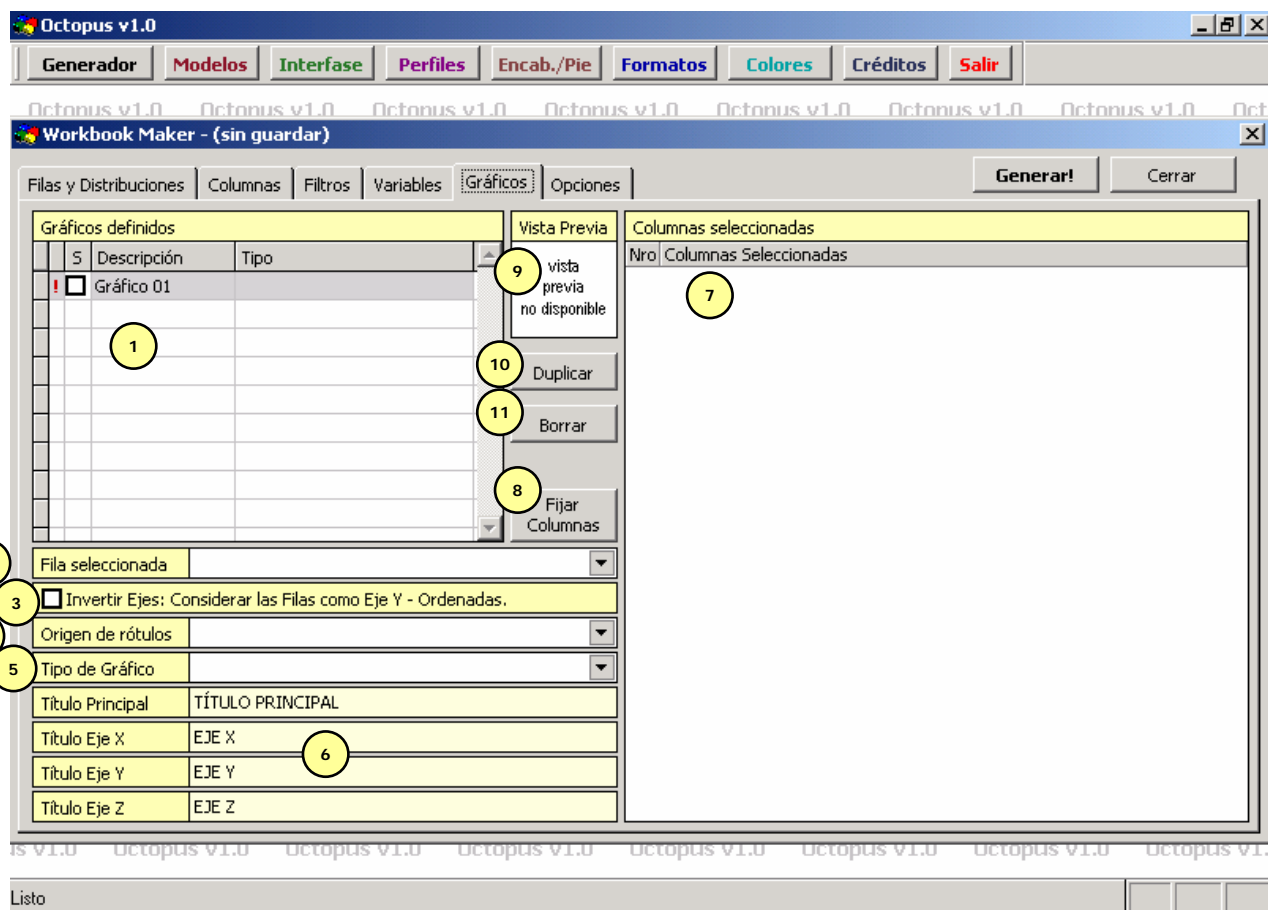 Octopus v1.0
Generador Modelos Interfase Perfiles Encab./Pie Formatos Colores Créditos Salir
Octopus v1.0 Octopus v1.0 Octopus v1.0 Octopus v1.0 Octopus v1.0 Octopus v1.0 Octopus v1.0 Oct
Workbook Maker - (sin guardar)
Filas y Distribuciones Columnas Filtros Variables Gráficos Opciones Generar! Cerrar
Gráficos definidos Vista Previa Columnas seleccionadas
S Descripción Tipo Nro Columnas Seleccionadas
! Gráfico 01
vista
previa
no disponible
9
7
1
10 Duplicar
11 Borrar
8 Fijar
Columnas
Fila seleccionada
3 Invertir Ejes: Considerar las Filas como Eje Y - Ordenadas.
Origen de rótulos
5 Tipo de Gráfico
Título Principal TÍTULO PRINCIPAL
Título Eje X EJE X
6
Título Eje Y EJE Y
Título Eje Z EJE Z
us v1.0 Octopus v1.0 Octopus v1.0 Octopus v1.0 Octopus v1.0 Octopus v1.0 Octopus v1.0 Octopus v1.
Listo